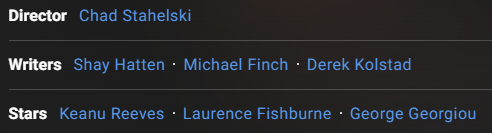 Director Chad Stahelski
Writers Shay Hatten · Michael Finch · Derek Kolstad
Stars Keanu Reeves · Laurence Fishburne · George Georgiou